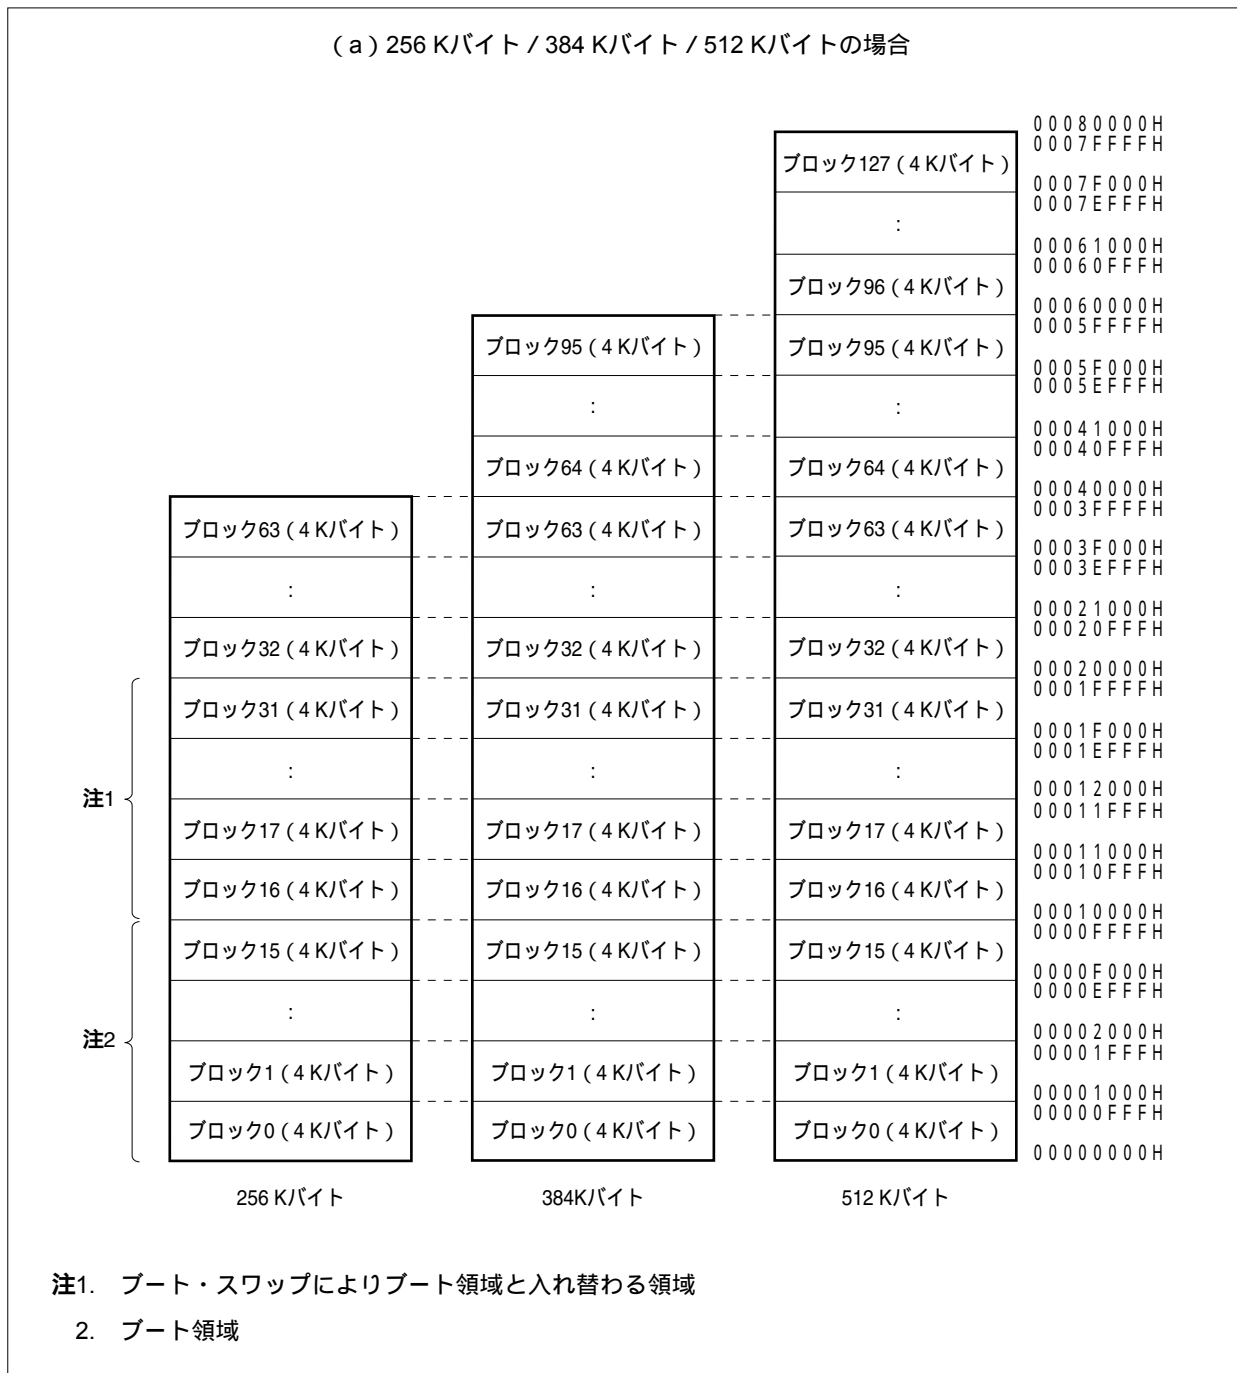 (a) 256 Kバイト / 384 Kバイト / 512 Kバイトの場合
00080000H
0007FFFFH
ブロック127(4 Kバイト)
0007F000H
0007EFFFH
:
00061000H
00060FFFH
ブロック96(4 Kバイト)
00060000H
0005FFFFH
ブロック95(4 Kバイト) ブロック95(4 Kバイト)
0005F000H
0005EFFFH
: :
00041000H
00040FFFH
ブロック64(4 Kバイト) ブロック64(4 Kバイト)
00040000H
0003FFFFH
ブロック63(4 Kバイト) ブロック63(4 Kバイト) ブロック63(4 Kバイト)
0003F000H
0003EFFFH
: : :
00021000H
00020FFFH
ブロック32(4 Kバイト) ブロック32(4 Kバイト) ブロック32(4 Kバイト)
00020000H
0001FFFFH
ブロック31(4 Kバイト) ブロック31(4 Kバイト) ブロック31(4 Kバイト)
0001F000H
0001EFFFH
: : :
注1
00012000H
00011FFFH
ブロック17(4 Kバイト) ブロック17(4 Kバイト) ブロック17(4 Kバイト)
00011000H
00010FFFH
ブロック16(4 Kバイト) ブロック16(4 Kバイト) ブロック16(4 Kバイト)
00010000H
0000FFFFH
ブロック15(4 Kバイト) ブロック15(4 Kバイト) ブロック15(4 Kバイト)
0000F000H
0000EFFFH
: : :
注2
00002000H
00001FFFH
ブロック1(4 Kバイト) ブロック1(4 Kバイト) ブロック1(4 Kバイト)
00001000H
00000FFFH
ブロック0(4 Kバイト) ブロック0(4 Kバイト) ブロック0(4 Kバイト)
00000000H
256 Kバイト 384Kバイト 512 Kバイト
注1. ブート・スワップによりブート領域と入れ替わる領域
2. ブート領域